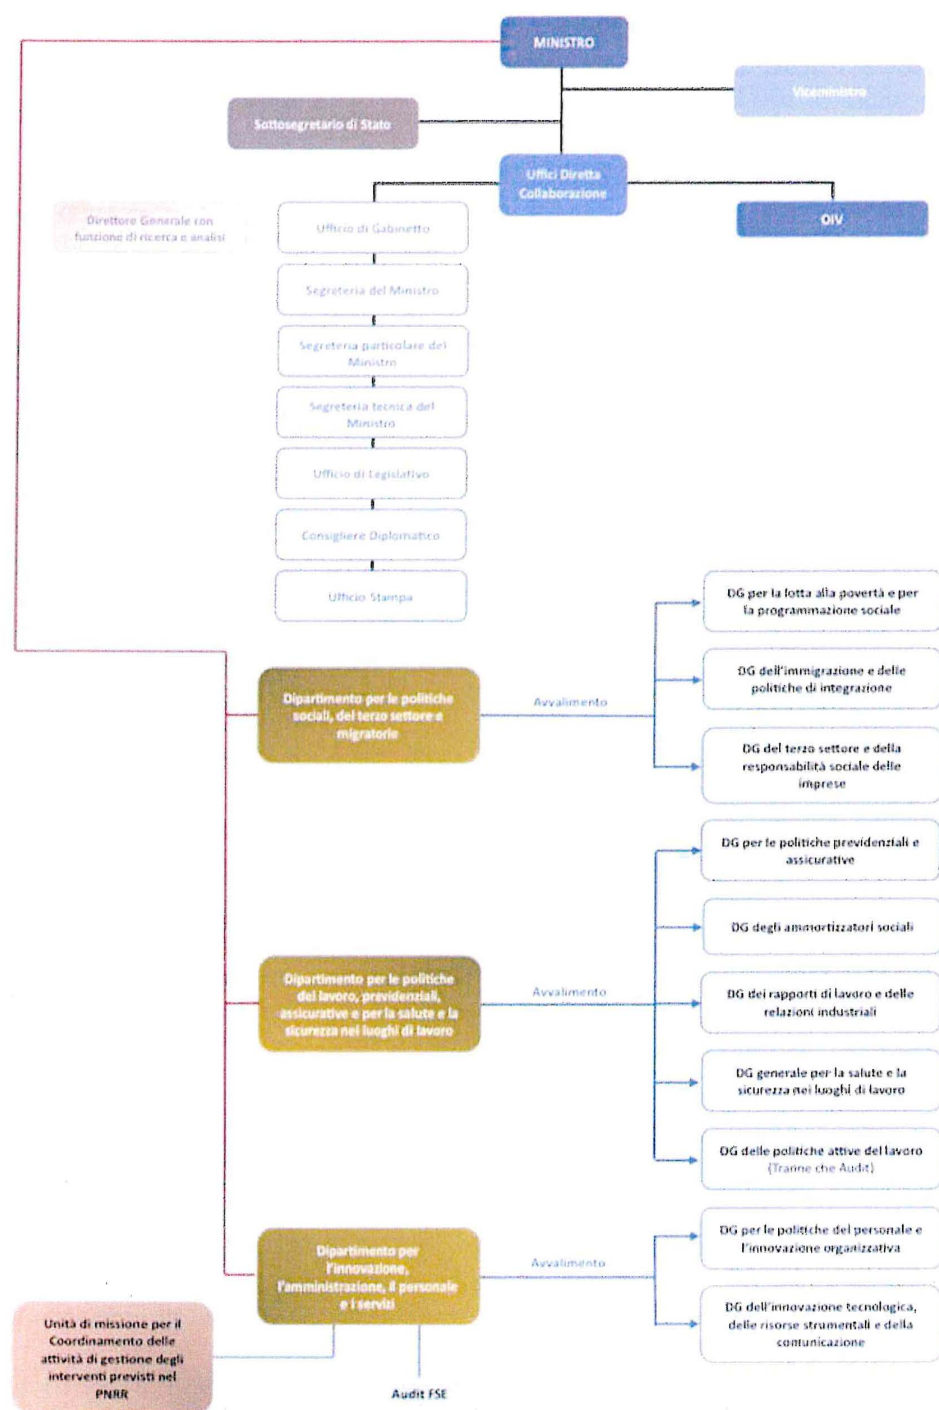 MINISTRO
Viceministro
Sottosegretario di Stato
Uffici Diretta
Collaborazione
OIV
Direttore Generale con
funzione di ricerca e analisi
Ufficio di Gabinetto
Segreteria del Ministro
Segreteria particolare del
Ministro
Segreteria tecnica del
Ministro
Ufficio di Legislativo
Consigliere Diplomatico
Ufficio Stampa
Dipartimento per le politiche
sociali, del terzo settore e
migratorie
Avvalimento
DG per la lotta alla povertà e per
la programmazione sociale
DG dell'immigrazione e delle
politiche di integrazione
DG del terzo settore e della
responsabilità sociale delle
imprese
Dipartimento per le politiche
del lavoro, previdenziali,
assicurative e per la salute e la
sicurezza nei luoghi di lavoro
Avvalimento
DG per le politiche previdenziali e
assicurative
DG degli ammortizzatori sociali
DG dei rapporti di lavoro e delle
relazioni industriali
DG generale per la salute e la
sicurezza nei luoghi di lavoro
DG delle politiche attive del lavoro
(Tranne che Audit)
Dipartimento per
l'innovazione,
l'amministrazione, il personale
e i servizi
Avvalimento
DG per le politiche del personale e
l'innovazione organizzativa
DG dell'innovazione tecnologica,
delle risorse strumentali e della
comunicazione
Unità di missione per il
Coordinamento delle
attività di gestione degli
interventi previsti nel
PNRR
Audit FSE